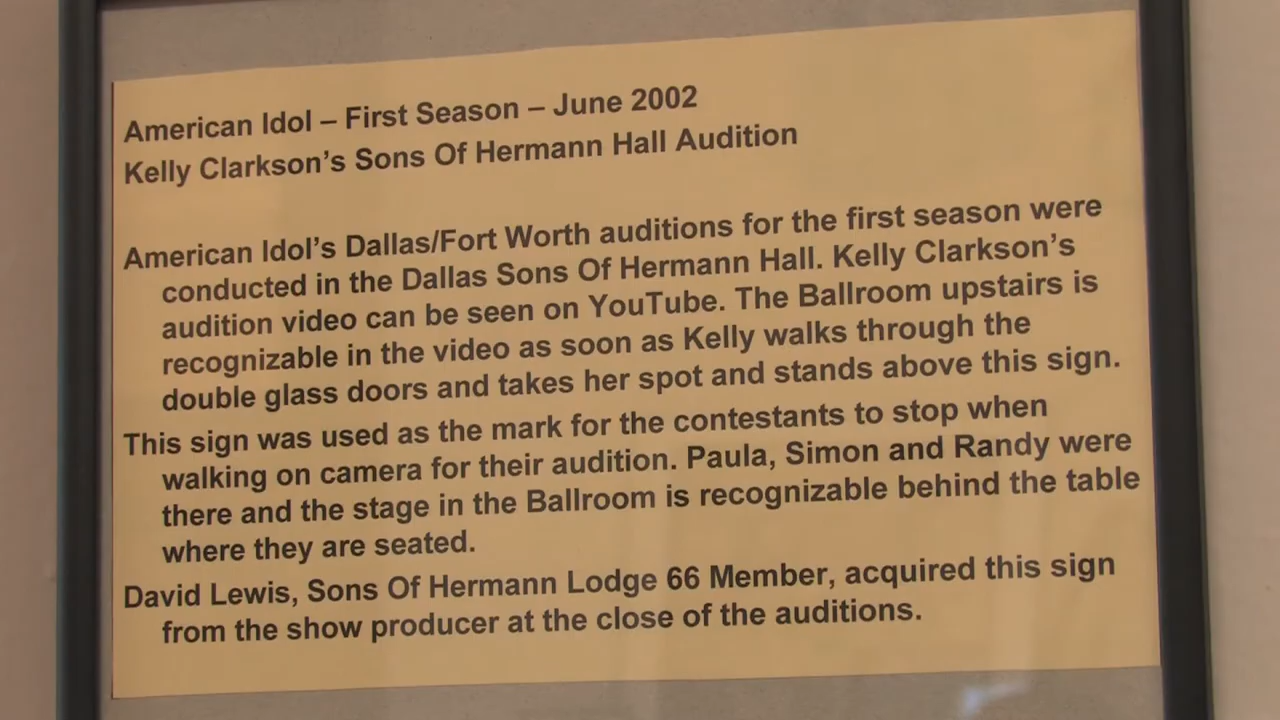 American Idol – First Season – June 2002
Kelly Clarkson's Sons Of Hermann Hall Audition
American Idol's Dallas/Fort Worth auditions for the first season were
conducted in the Dallas Sons Of Hermann Hall. Kelly Clarkson's
audition video can be seen on YouTube. The Ballroom upstairs is
recognizable in the video as soon as Kelly walks through the
double glass doors and takes her spot and stands above this sign.
This sign was used as the mark for the contestants to stop when
walking on camera for their audition. Paula, Simon and Randy were
there and the stage in the Ballroom is recognizable behind the table
where they are seated.
David Lewis, Sons Of Hermann Lodge 66 Member, acquired this sign
from the show producer at the close of the auditions.